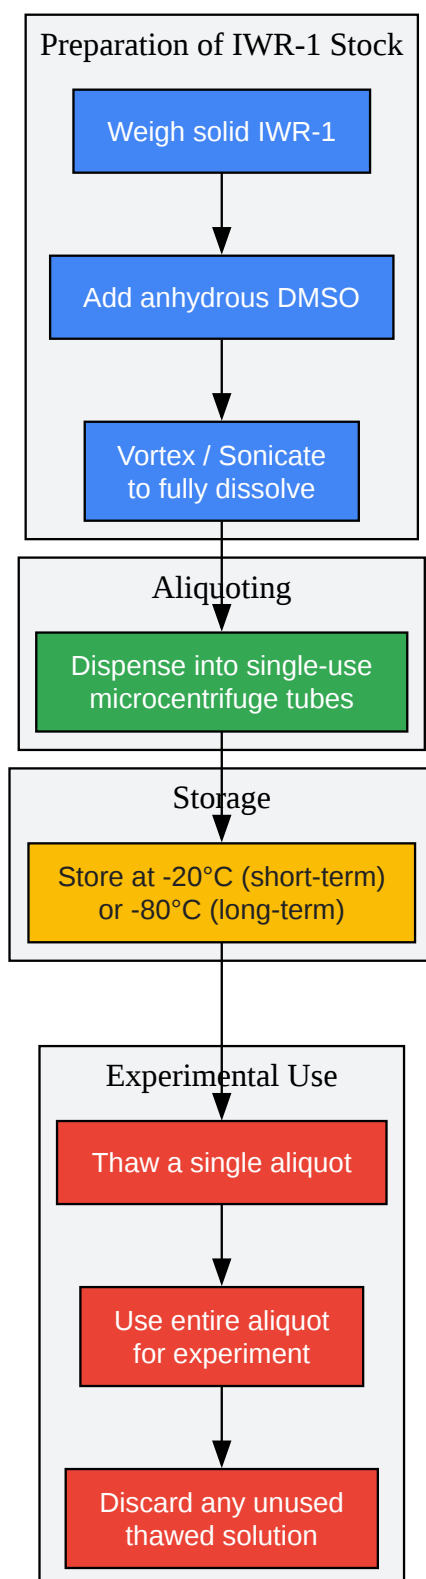 Preparation of IWR-1 Stock
Weigh solid IWR-1
Add anhydrous DMSO
Vortex / Sonicate
to fully dissolve
Aliquoting
Dispense into single-use
microcentrifuge tubes
Storage
Store at -20°C (short-term)
or -80°C (long-term)
Experimental Use
Thaw a single aliquot
Use entire aliquot
for experiment
Discard any unused
thawed solution